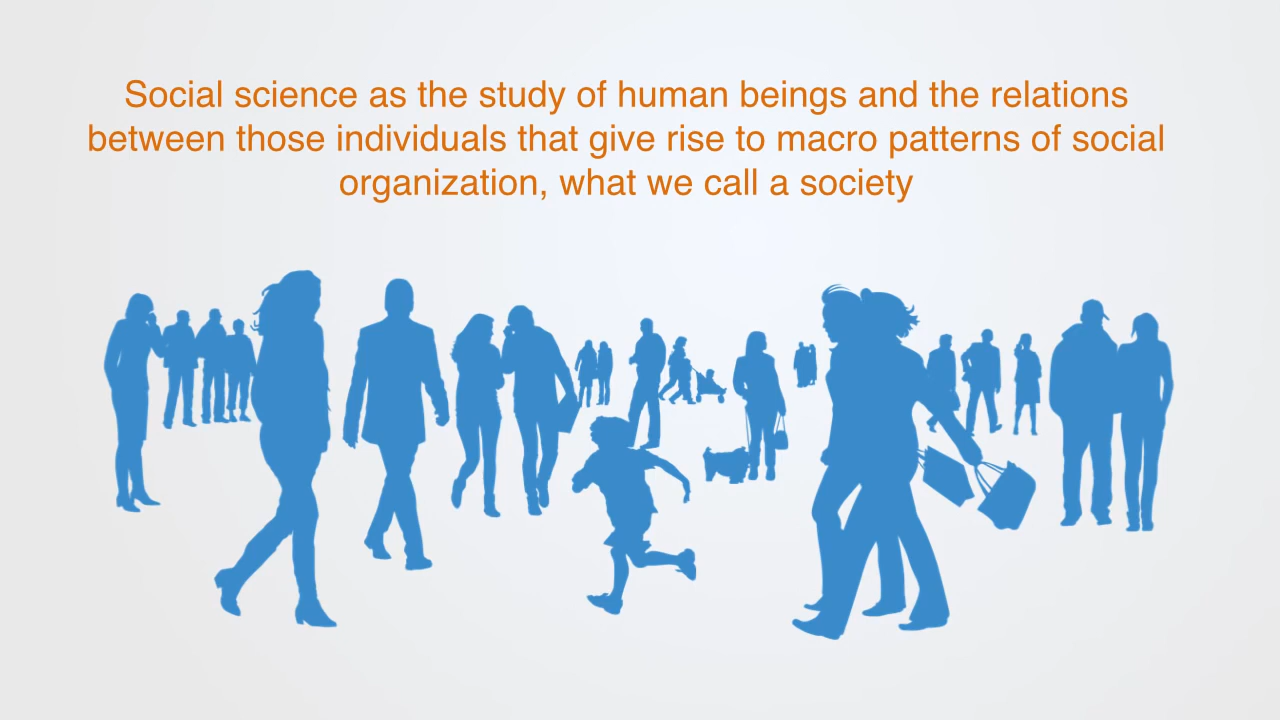 Social science as the study of human beings and the relations
between those individuals that give rise to macro patterns of social
organization, what we call a society